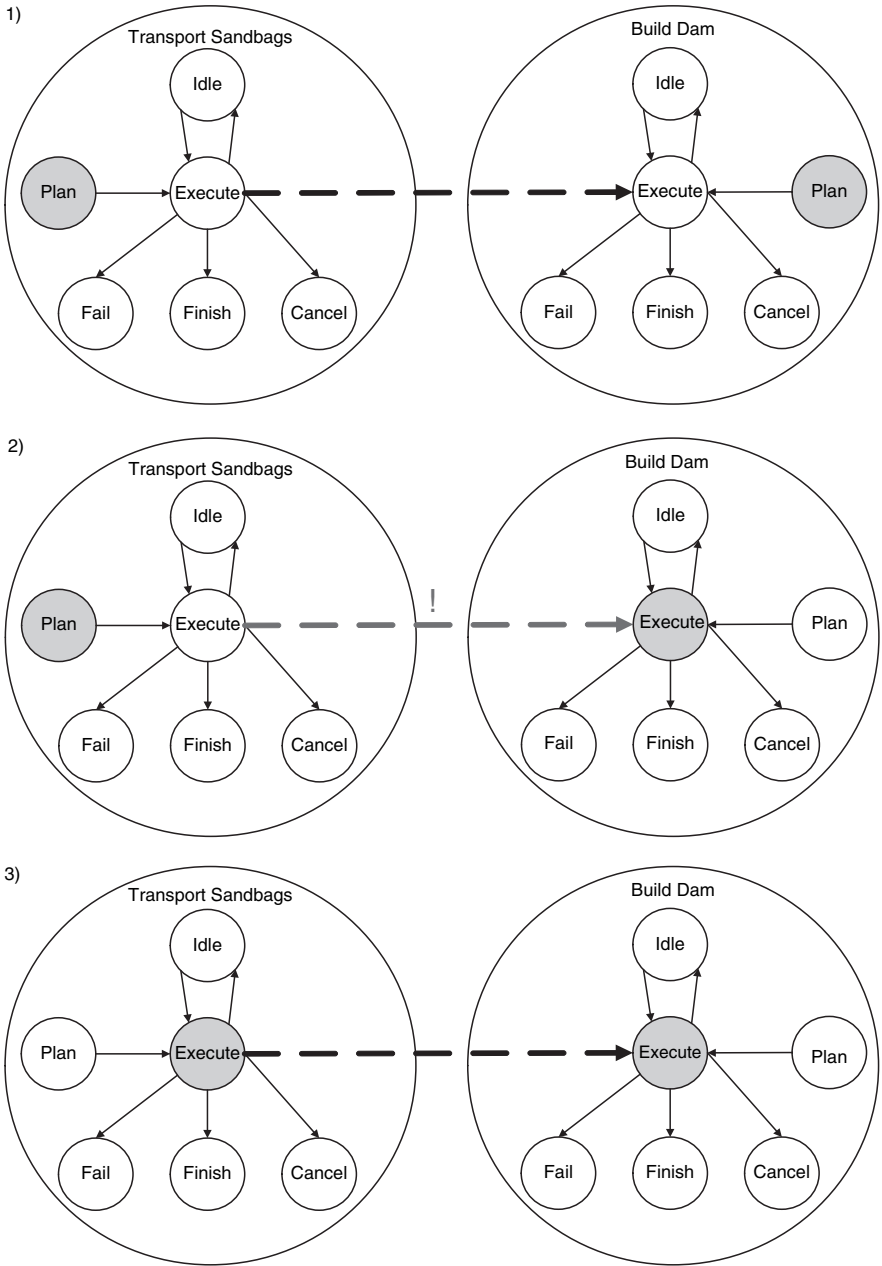 1)
Transport Sandbags
Build Dam
Idle
Idle
Plan
Execute
Execute
Plan
Fail
Finish
Cancel
Fail
Finish
Cancel
2)
Transport Sandbags
Build Dam
Idle
Idle
!
Plan
Execute
Execute
Plan
Fail
Finish
Cancel
Fail
Finish
Cancel
3)
Transport Sandbags
Build Dam
Idle
Idle
Plan
Execute
Execute
Plan
Fail
Finish
Cancel
Fail
Finish
Cancel